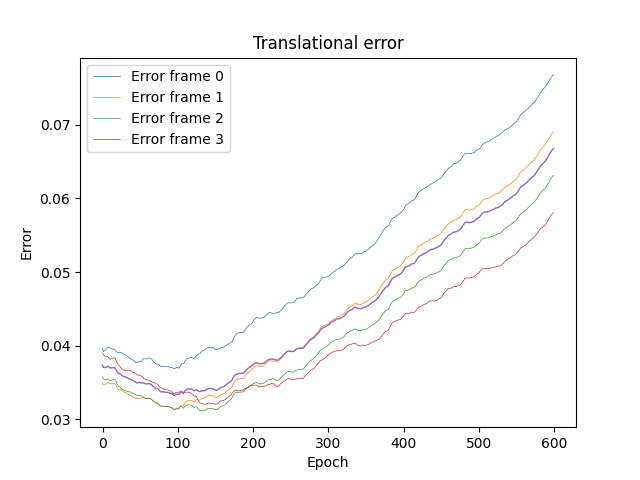 Translational error
Error frame 0
Error frame 1
Error frame 2
Error frame 3
0.07
0.06
0.05
0.04
0.03
Error
0
100
200
300
400
500
600
Epoch